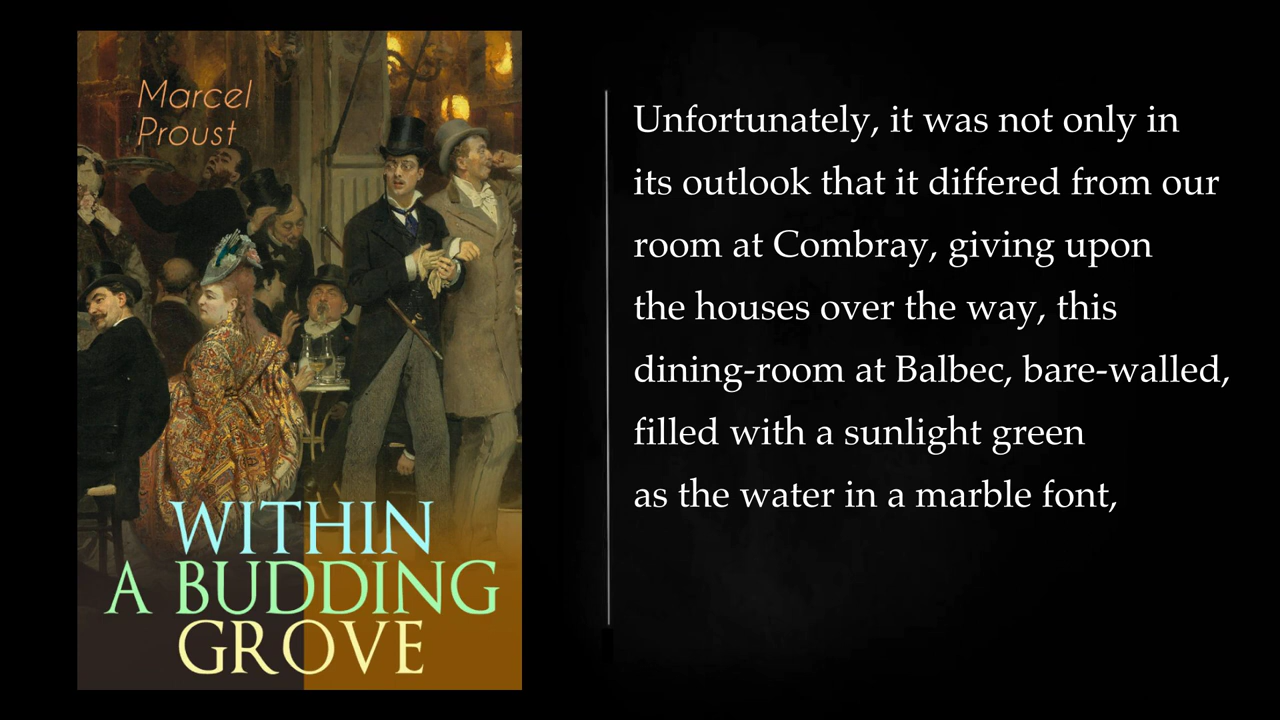 Marcel
Proust
WITHIN
A BUDDING
GROVE
Unfortunately, it was not only in
its outlook that it differed from our
room at Combray, giving upon
the houses over the way, this
dining-room at Balbec, bare-walled,
filled with a sunlight green
as the water in a marble font,